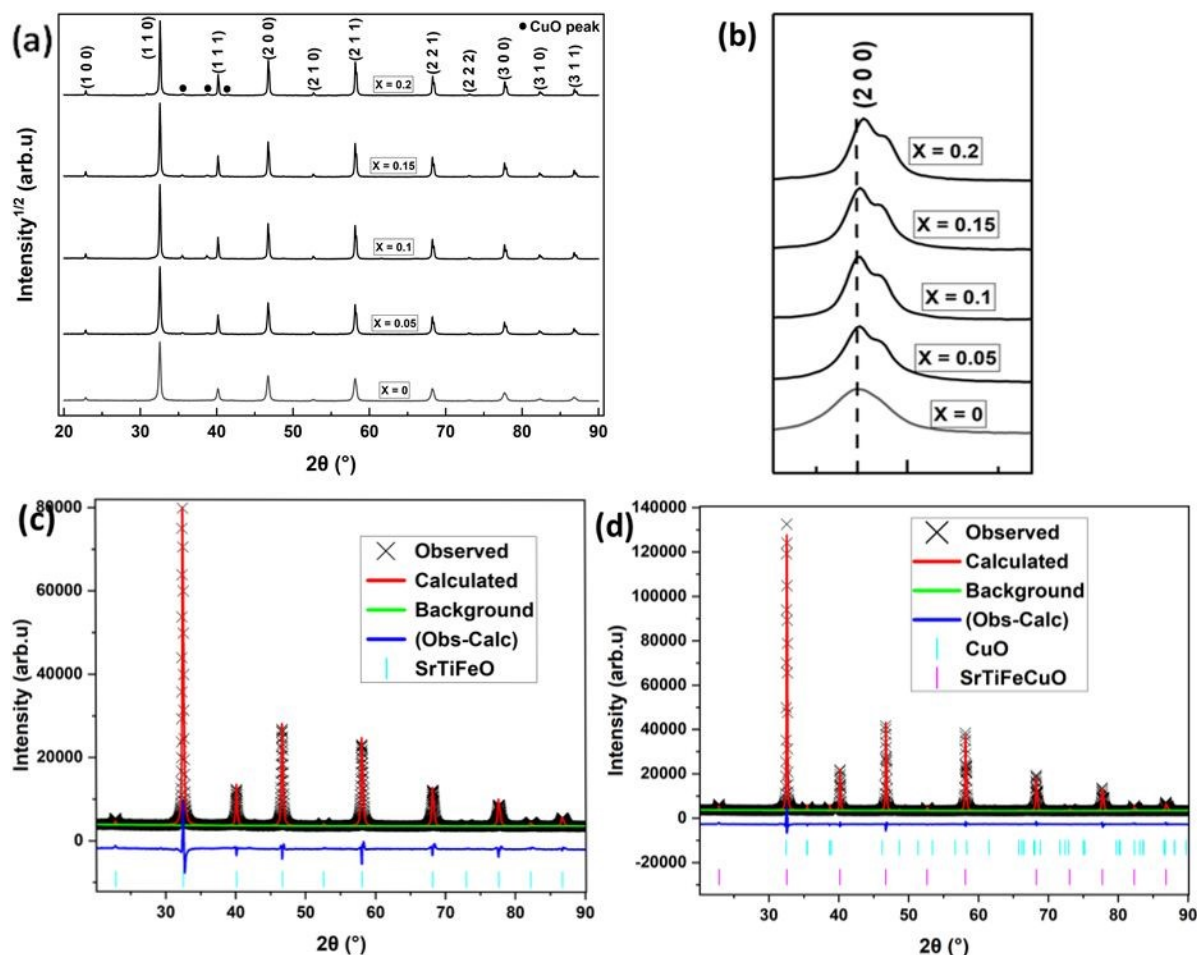 (a)
● CuO peak
(1 0 0)
(1 1 0)
(1 1 1)
(2 0 0)
(2 1 0)
(2 1 1)
(2 2 1)
(2 2 2)
(3 0 0)
(3 1 0)
(3 1 1)
X = 0.2
X = 0.15
X = 0.1
X = 0.05
X = 0
Intensity1/2 (arb.u)
20 30 40 50 60 70 80 90
2θ (°)
(b)
(2 0 0)
X = 0.2
X = 0.15
X = 0.1
X = 0.05
X = 0
(c)
80000
60000
40000
20000
0
Intensity (arb.u)
Observed
Calculated
Background
(Obs-Calc)
SrTiFeO
30 40 50 60 70 80 90
2θ (°)
(d)
140000
120000
100000
80000
60000
40000
20000
0
-20000
Intensity (arb.u)
Observed
Calculated
Background
(Obs-Calc)
CuO
SrTiFeCuO
30 40 50 60 70 80 90
2θ (°)